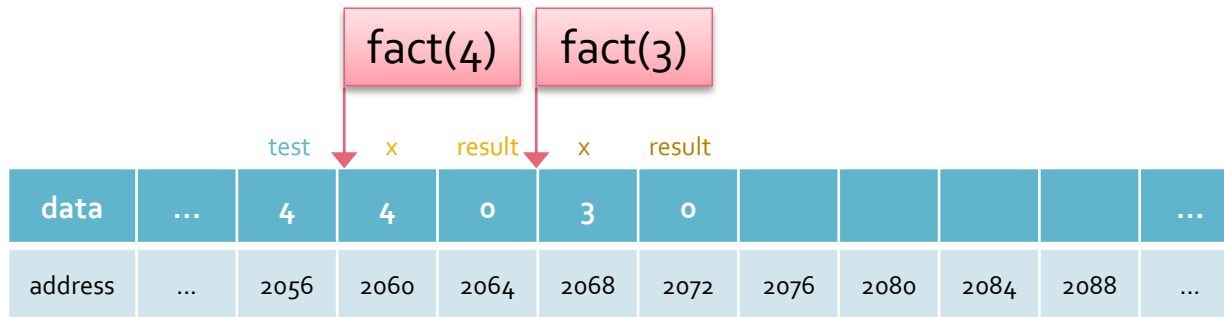 fact(4) fact(3)
test x result x result
data ... 4 4 0 3 0 ...
address ... 2056 2060 2064 2068 2072 2076 2080 2084 2088 ...